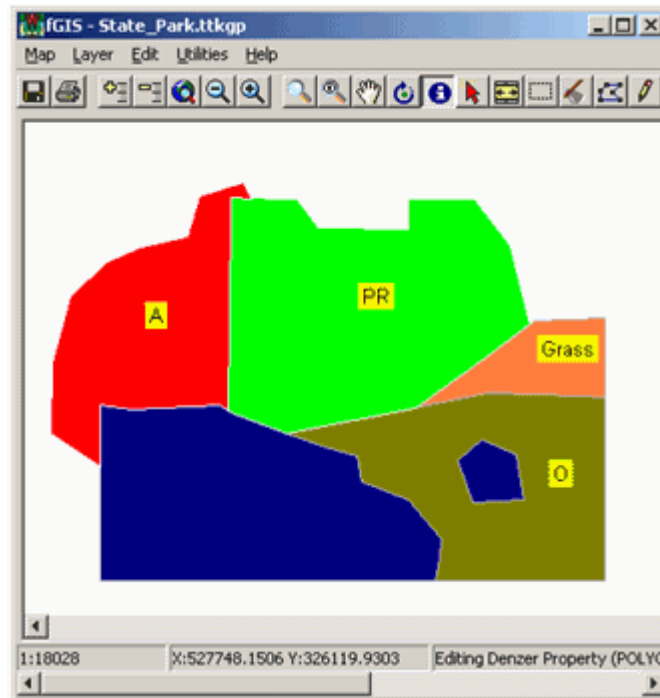 fGIS - State_Park.ttkgp
Map Layer Edit Utilities Help
PR
A
Grass
O
1:18028 X:527748.1506 Y:326119.9303 Editing Denzer Property (POLYG